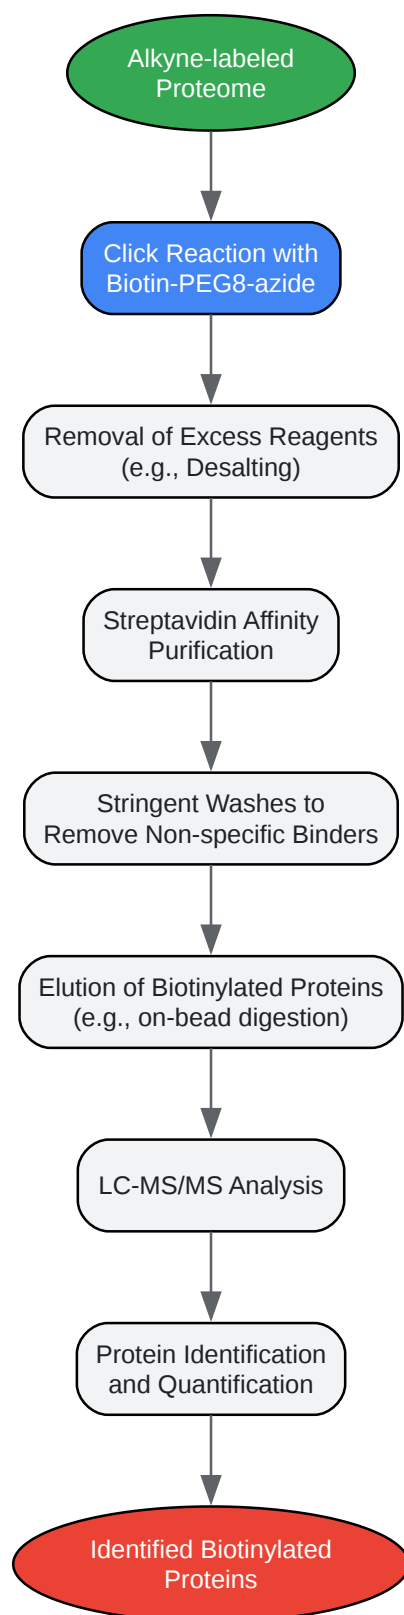 Alkyne-labeled
Proteome
Click Reaction with
Biotin-PEG8-azide
Removal of Excess Reagents
(e.g., Desalting)
Streptavidin Affinity
Purification
Stringent Washes to
Remove Non-specific Binders
Elution of Biotinylated Proteins
(e.g., on-bead digestion)
LC-MS/MS Analysis
Protein Identification
and Quantification
Identified Biotinylated
Proteins